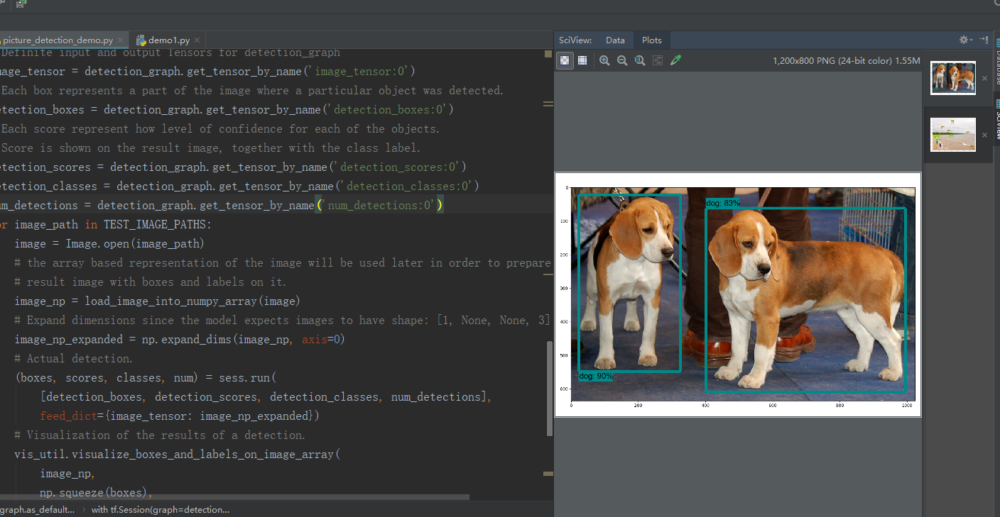 picture_detection_demo.py
demo1.py
Definite input and output Tensors for detection_graph
mage_tensor = detection_graph.get_tensor_by_name('image_tensor:0')
Each box represents a part of the image where a particular object was detected.
etection_boxes = detection_graph.get_tensor_by_name('detection_boxes:0')
Each score represent how level of confidence for each of the objects.
Score is shown on the result image, together with the class label.
etection_scores = detection_graph.get_tensor_by_name('detection_scores:0')
etection_classes = detection_graph.get_tensor_by_name('detection_classes:0')
um_detections = detection_graph.get_tensor_by_name('num_detections:0')
or image_path in TEST_IMAGE_PATHS:
image = Image.open(image_path)
# the array based representation of the image will be used later in order to prepare
# result image with boxes and labels on it.
image_np = load_image_into_numpy_array(image)
# Expand dimensions since the model expects images to have shape: [1, None, None, 3]
image_np_expanded = np.expand_dims(image_np, axis=0)
# Actual detection.
(boxes, scores, classes, num) = sess.run(
[detection_boxes, detection_scores, detection_classes, num_detections],
feed_dict={image_tensor: image_np_expanded})
# Visualization of the results of a detection.
vis_util.visualize_boxes_and_labels_on_image_array(
image_np,
np.squeeze(boxes),
graph.as_default... › with tf.Session(graph=detection...
SciView: Data Plots
1,200x800 PNG (24-bit color) 1.55M
0
100
200
300
400
500
600
dog: 83%
dog: 90%
0 200 400 600 800 1000
Database
SciView